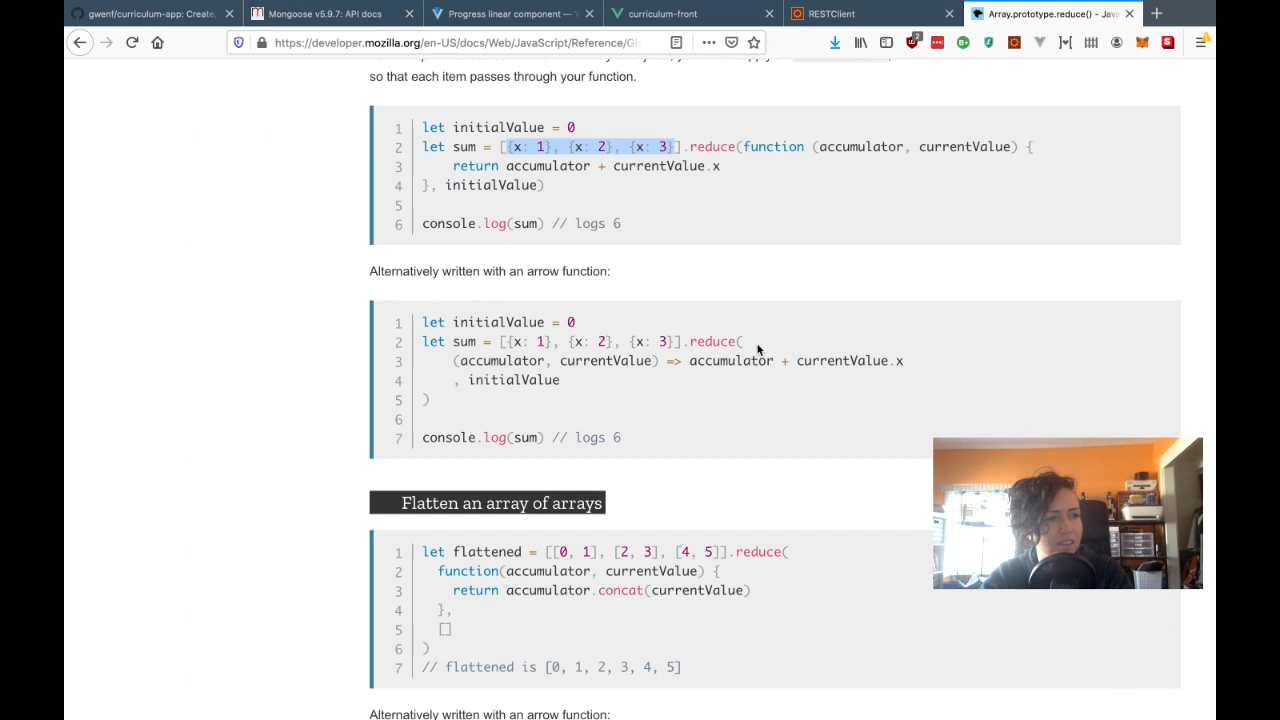 gwenf/curriculum-app: Create,
Mongoose v5.9.7: API docs
Progress linear component — 
curriculum-front
RESTClient
Array.prototype.reduce() - Java
https://developer.mozilla.org/en-US/docs/Web/JavaScript/Reference/Glo
2
so that each item passes through your function.
1 let initialValue = 0
2 let sum = [{x: 1}, {x: 2}, {x: 3}].reduce(function (accumulator, currentValue) {
3 return accumulator + currentValue.x
4 }, initialValue)
5
6 console.log(sum) // logs 6
Alternatively written with an arrow function:
1 let initialValue = 0
2 let sum = [{x: 1}, {x: 2}, {x: 3}].reduce(
3 (accumulator, currentValue) => accumulator + currentValue.x
4 , initialValue
5 )
6
7 console.log(sum) // logs 6
Flatten an array of arrays
1 let flattened = [[0, 1], [2, 3], [4, 5]].reduce(
2 function(accumulator, currentValue) {
3 return accumulator.concat(currentValue)
4 },
5 []
6 )
7 // flattened is [0, 1, 2, 3, 4, 5]
Alternatively written with an arrow function: